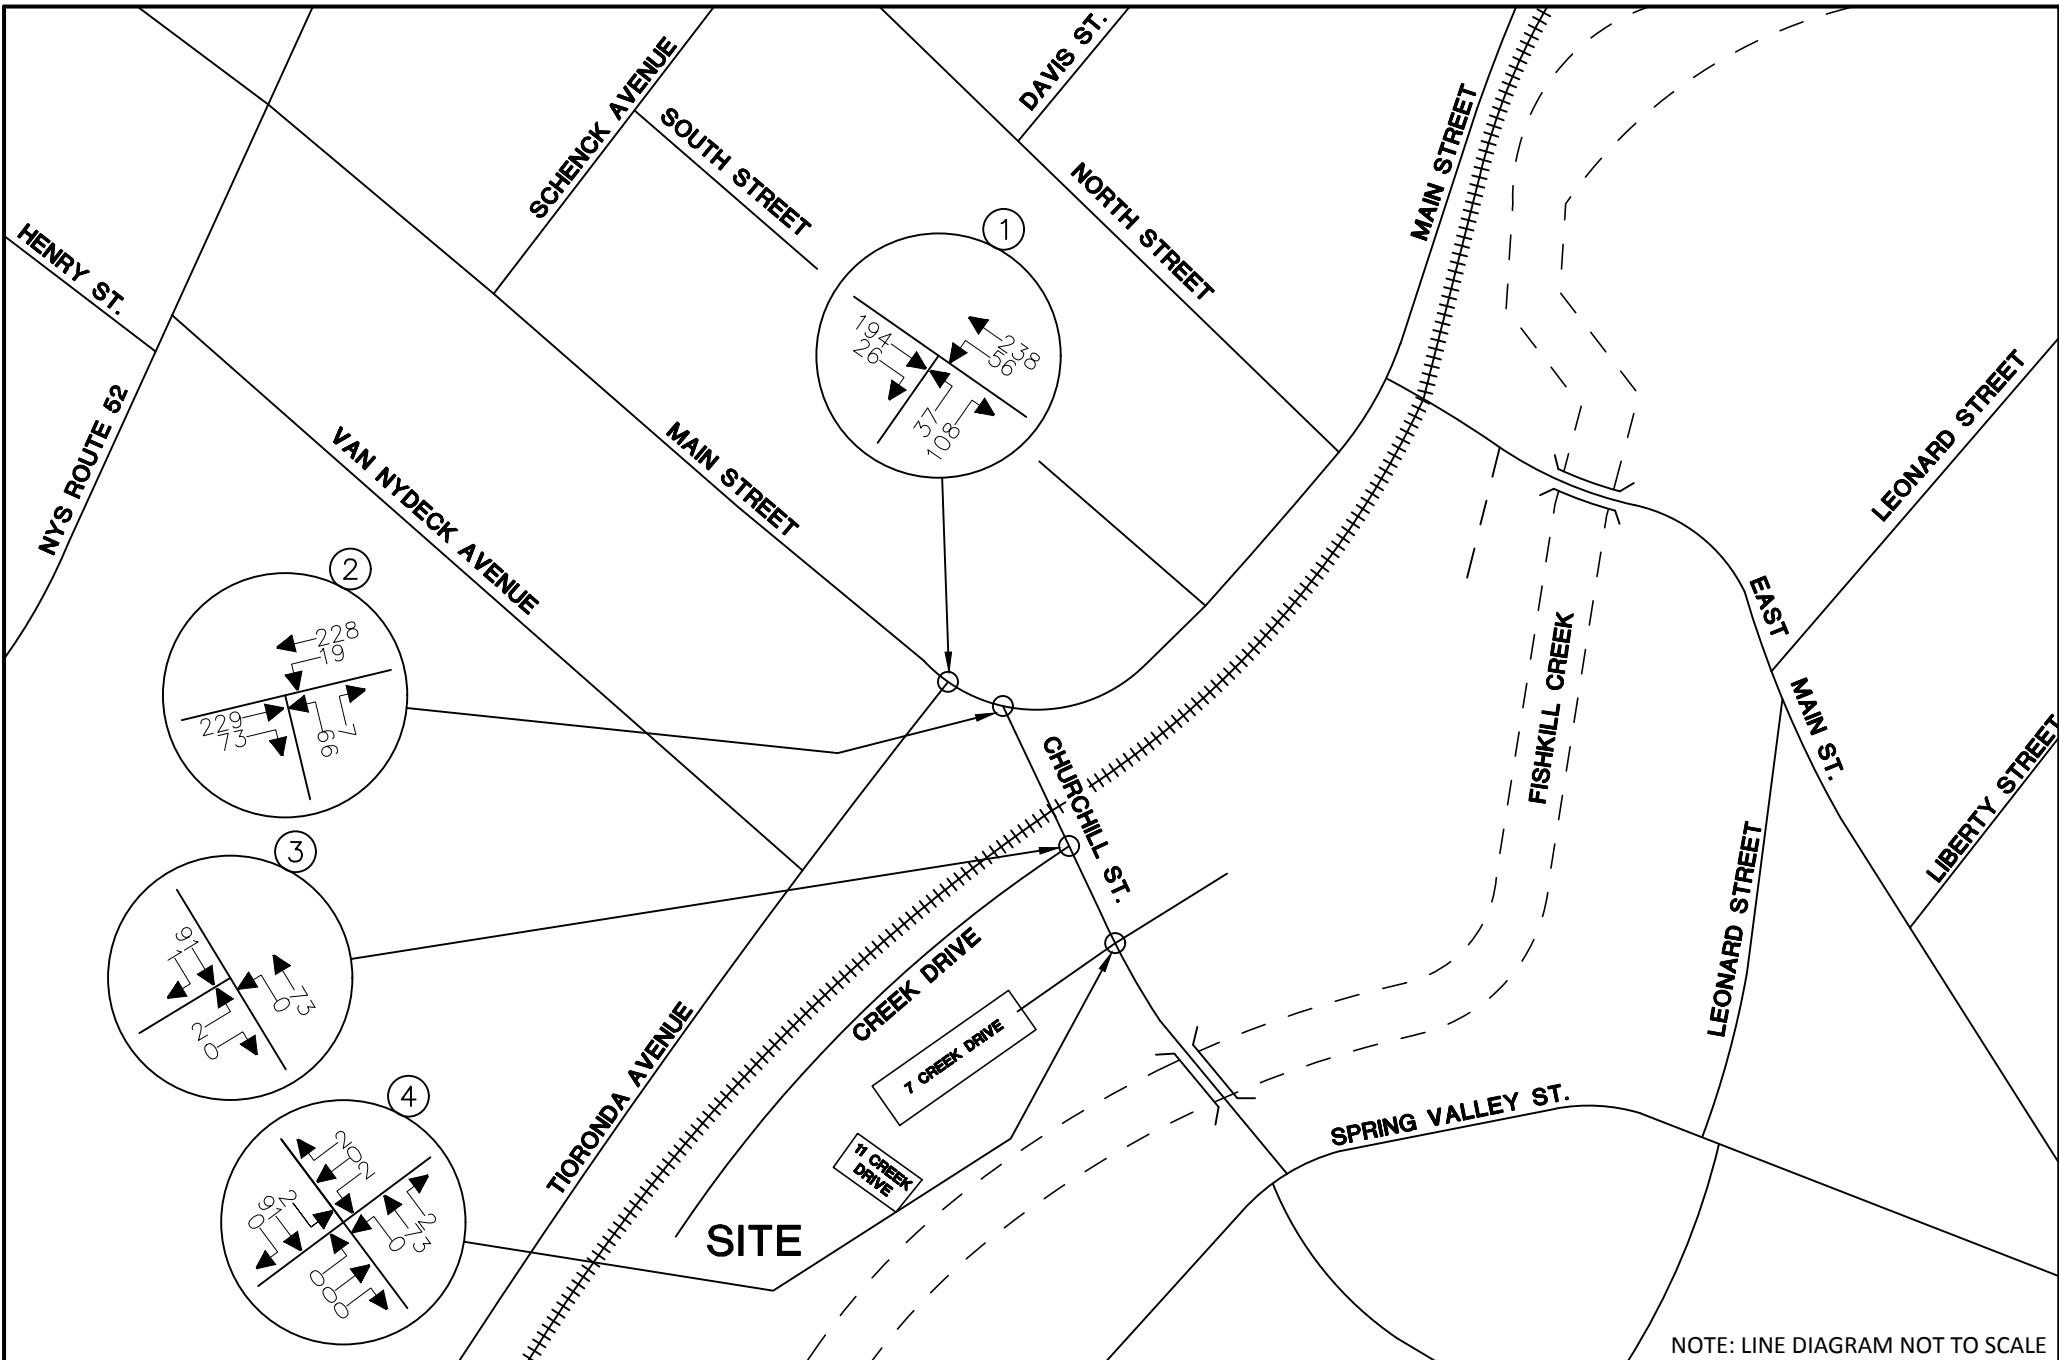 DAVIS ST.
SCHENCK AVENUE
SOUTH STREET
MAIN STREET
NORTH STREET
HENRY ST.
1
194
26
238
56
37
108
NYS ROUTE 52
VAN NYDECK AVENUE
MAIN STREET
LEONARD STREET
2
228
19
229
73
66
7
EAST
MAIN ST.
FISHKILL CREEK
LIBERTY STREET
CHURCHILL ST.
3
91
1
73
0
2
0
CREEK DRIVE
LEONARD STREET
7 CREEK DRIVE
TIORONDA AVENUE
4
2
0
2
2
91
0
2
73
0
0
0
0
11 CREEK
DRIVE
SPRING VALLEY ST.
SITE
NOTE: LINE DIAGRAM NOT TO SCALE